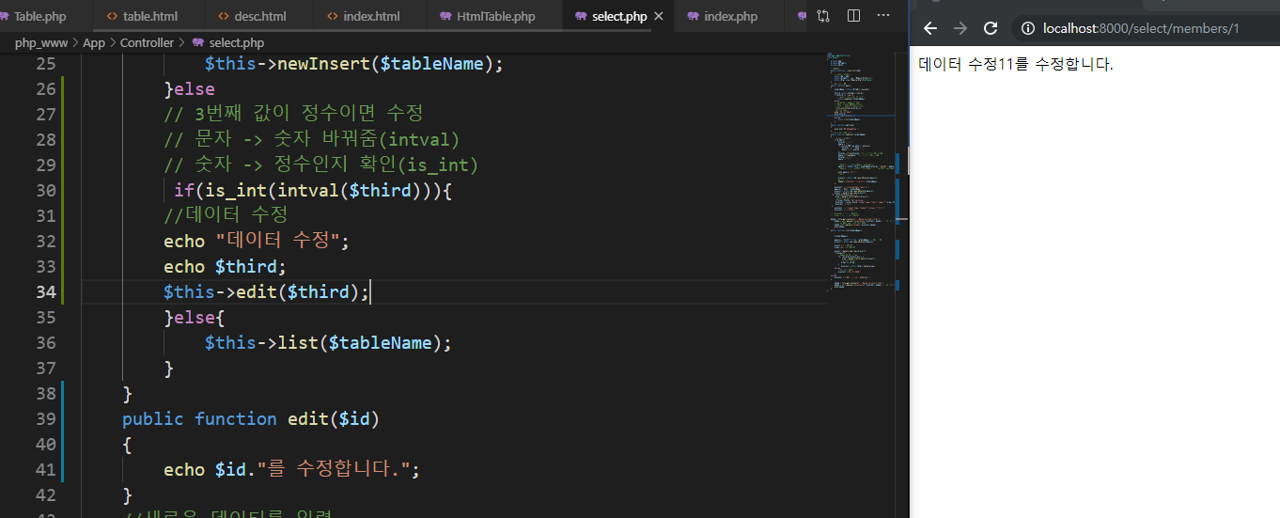 Table.php
table.html
desc.html
index.html
HtmlTable.php
select.php
index.php
php_www > App > Controller > select.php
localhost:8000/select/members/1
데이터 수정11를 수정합니다.
25 $this->newInsert($tableName);
26 }else
27 // 3번째 값이 정수이면 수정
28 // 문자 -> 숫자 바꿔줌(intval)
29 // 숫자 -> 정수인지 확인(is_int)
30 if(is_int(intval($third))){
31 //데이터 수정
32 echo "데이터 수정";
33 echo $third;
34 $this->edit($third);
35 }else{
36 $this->list($tableName);
37 }
38 }
39 public function edit($id)
40 {
41 echo $id."를 수정합니다.";
42 }